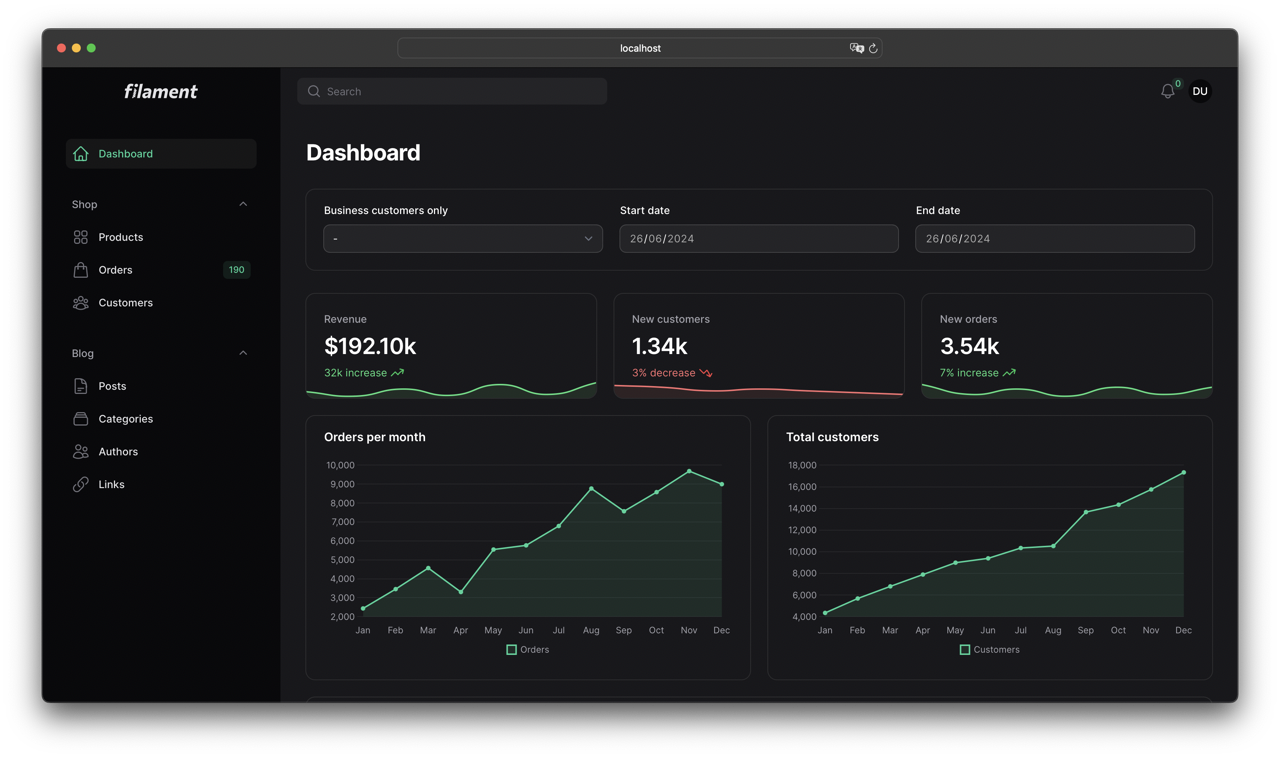 localhost
filament
Search
0
DU
Dashboard
Shop
Products
Orders 190
Customers
Blog
Posts
Categories
Authors
Links
Dashboard
Business customers only
-
Start date
26/06/2024
End date
26/06/2024
Revenue
$192.10k
32k increase
New customers
1.34k
3% decrease
New orders
3.54k
7% increase
Orders per month
10,000
9,000
8,000
7,000
6,000
5,000
4,000
3,000
2,000
Jan Feb Mar Apr May Jun Jul Aug Sep Oct Nov Dec
Orders
Total customers
18,000
16,000
14,000
12,000
10,000
8,000
6,000
4,000
Jan Feb Mar Apr May Jun Jul Aug Sep Oct Nov Dec
Customers